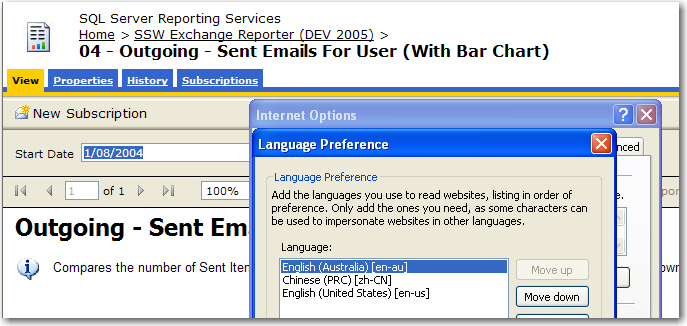 SQL Server Reporting Services
Home > SSW Exchange Reporter (DEV 2005) >
04 - Outgoing - Sent Emails For User (With Bar Chart)
View Properties History Subscriptions
New Subscription
Start Date 1/08/2004
1 of 1 100%
Outgoing - Sent Em
Compares the number of Sent Iter
Internet Options
Language Preference
Language Preference
Add the languages you use to read websites, listing in order of
preference. Only add the ones you need, as some characters can
be used to impersonate websites in other languages.
Language:
English (Australia) [en-au]
Chinese (PRC) [zh-CN]
English (United States) [en-us]
Move up
Move down